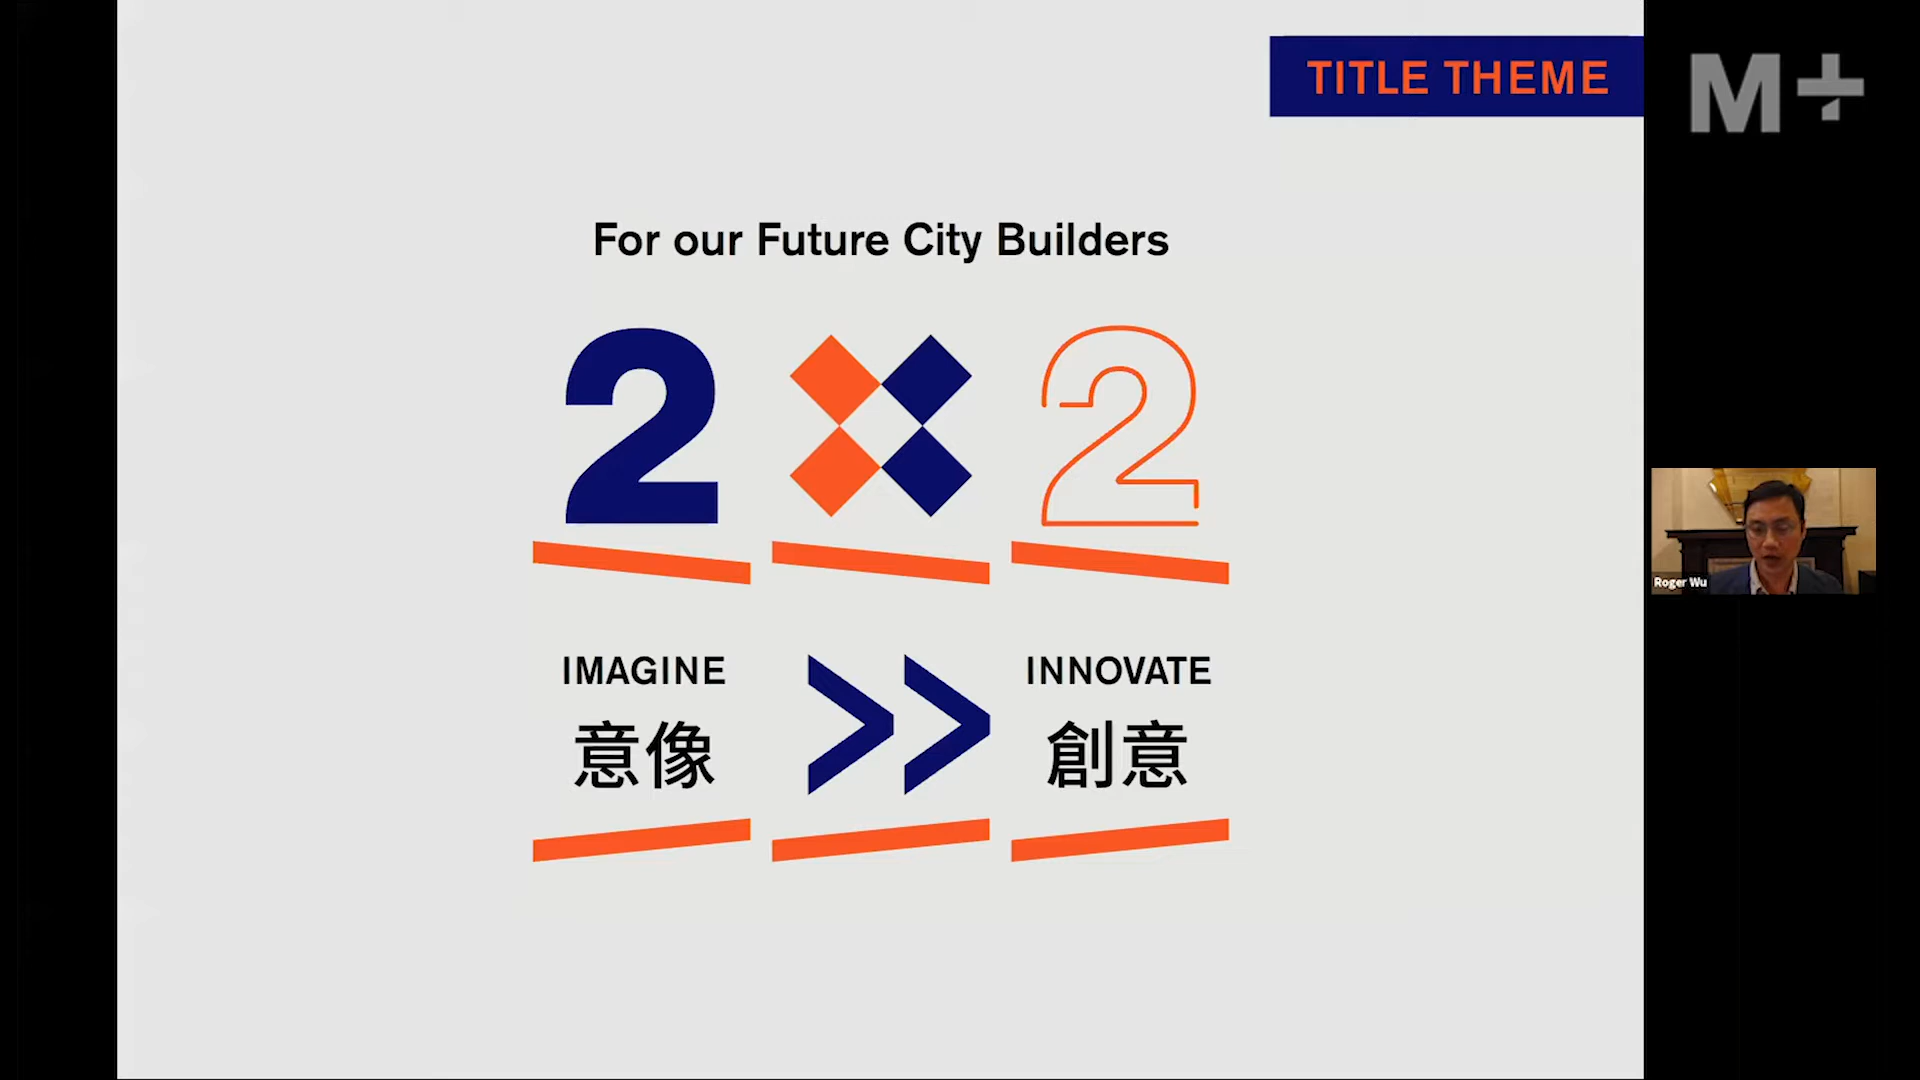 TITLE THEME
M+
For our Future City Builders
2 × 2
IMAGINE >> INNOVATE
意像 創意
Roger Wu